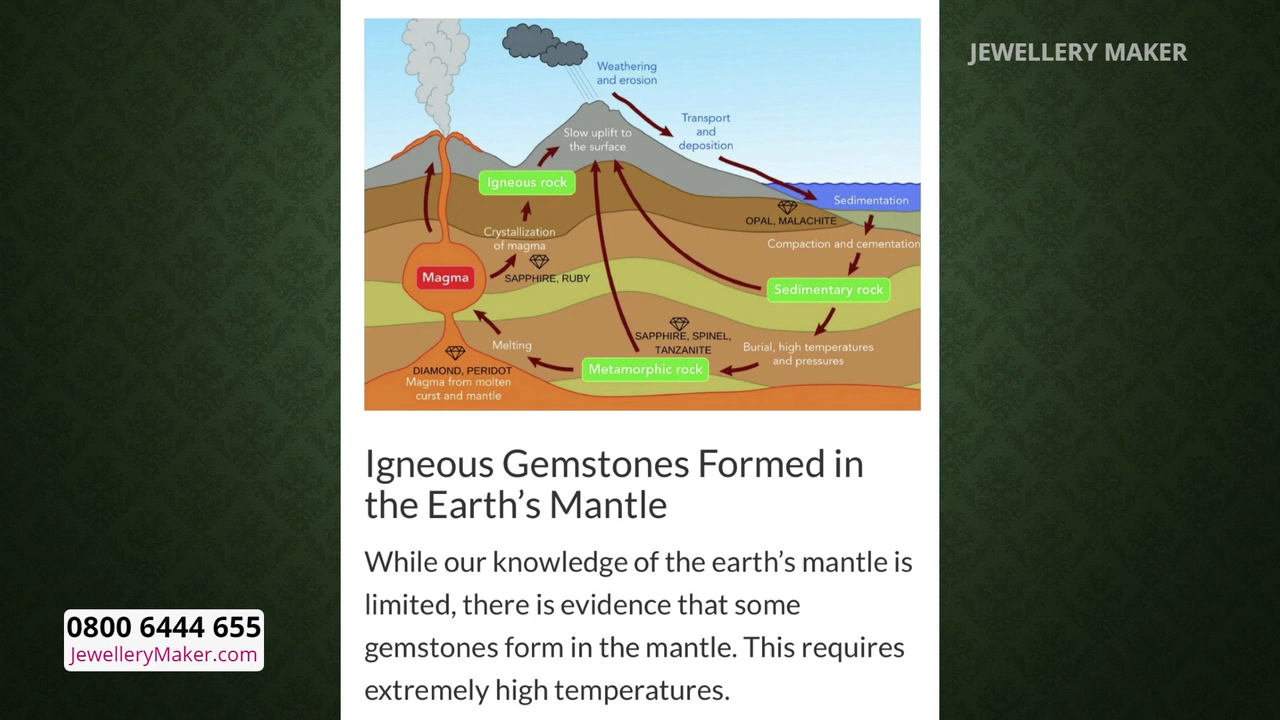 JEWELLERY MAKER
Weathering
and erosion
Transport
and
deposition
Slow uplift to
the surface
Igneous rock
Sedimentation
OPAL, MALACHITE
Crystallization
of magma
Compaction and cementation
Magma
SAPPHIRE, RUBY
Sedimentary rock
SAPPHIRE, SPINEL,
TANZANITE
Melting
Burial, high temperatures
and pressures
Metamorphic rock
DIAMOND, PERIDOT
Magma from molten
curst and mantle
Igneous Gemstones Formed in
the Earth’s Mantle
While our knowledge of the earth’s mantle is
limited, there is evidence that some
gemstones form in the mantle. This requires
extremely high temperatures.
0800 6444 655
JewelleryMaker.com